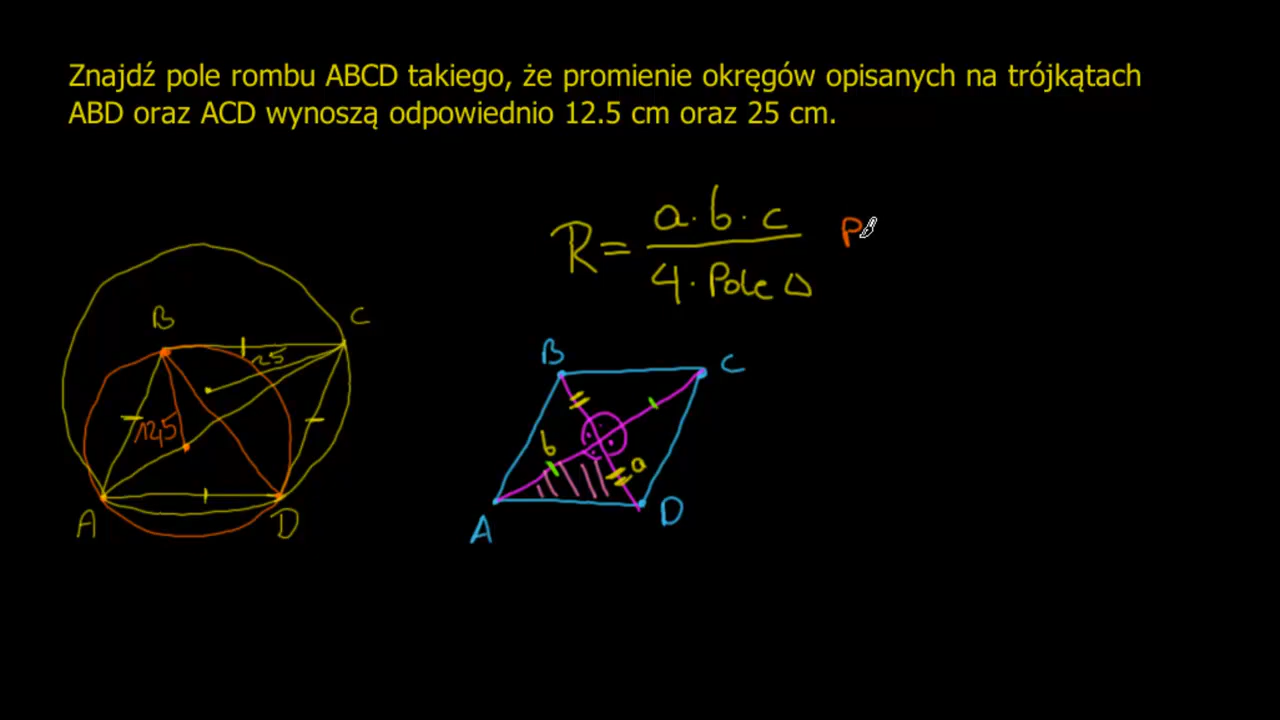 Znajdź pole rombu ABCD takiego, że promienie okręgów opisanych na trójkątach
ABD oraz ACD wynoszą odpowiednio 12.5 cm oraz 25 cm.
R = a·b·c / 4·Pole △
P
B
C
25
12,5
A
D
B
C
b
a
A
D